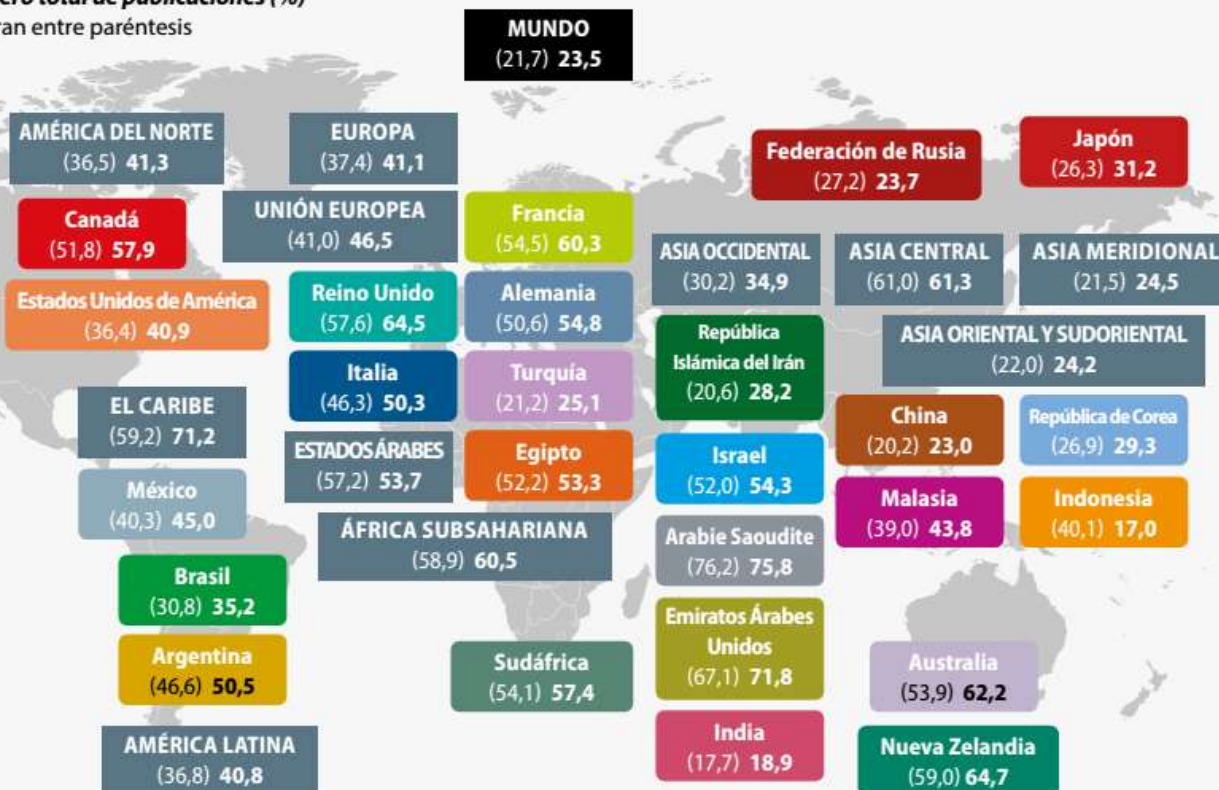 total de publicaciones (%)
entre paréntesis
MUNDO
(21,7) 23,5
AMÉRICA DEL NORTE
(36,5) 41,3
EUROPA
(37,4) 41,1
Federación de Rusia
(27,2) 23,7
Japón
(26,3) 31,2
Canadá
(51,8) 57,9
UNIÓN EUROPEA
(41,0) 46,5
Francia
(54,5) 60,3
ASIA OCCIDENTAL
(30,2) 34,9
ASIA CENTRAL
(61,0) 61,3
ASIA MERIDIONAL
(21,5) 24,5
Estados Unidos de América
(36,4) 40,9
Reino Unido
(57,6) 64,5
Alemania
(50,6) 54,8
República
Islámica del Irán
(20,6) 28,2
ASIA ORIENTAL Y SUDORIENTAL
(22,0) 24,2
Italia
(46,3) 50,3
Turquía
(21,2) 25,1
EL CARIBE
(59,2) 71,2
China
(20,2) 23,0
República de Corea
(26,9) 29,3
ESTADOS ÁRABES
(57,2) 53,7
Egipto
(52,2) 53,3
Israel
(52,0) 54,3
México
(40,3) 45,0
Malasia
(39,0) 43,8
Indonesia
(40,1) 17,0
ÁFRICA SUBSAHARIANA
(58,9) 60,5
Arabie Saoudite
(76,2) 75,8
Brasil
(30,8) 35,2
Emiratos Árabes
Unidos
(67,1) 71,8
Argentina
(46,6) 50,5
Sudáfrica
(54,1) 57,4
Australia
(53,9) 62,2
AMÉRICA LATINA
(36,8) 40,8
India
(17,7) 18,9
Nueva Zelandia
(59,0) 64,7